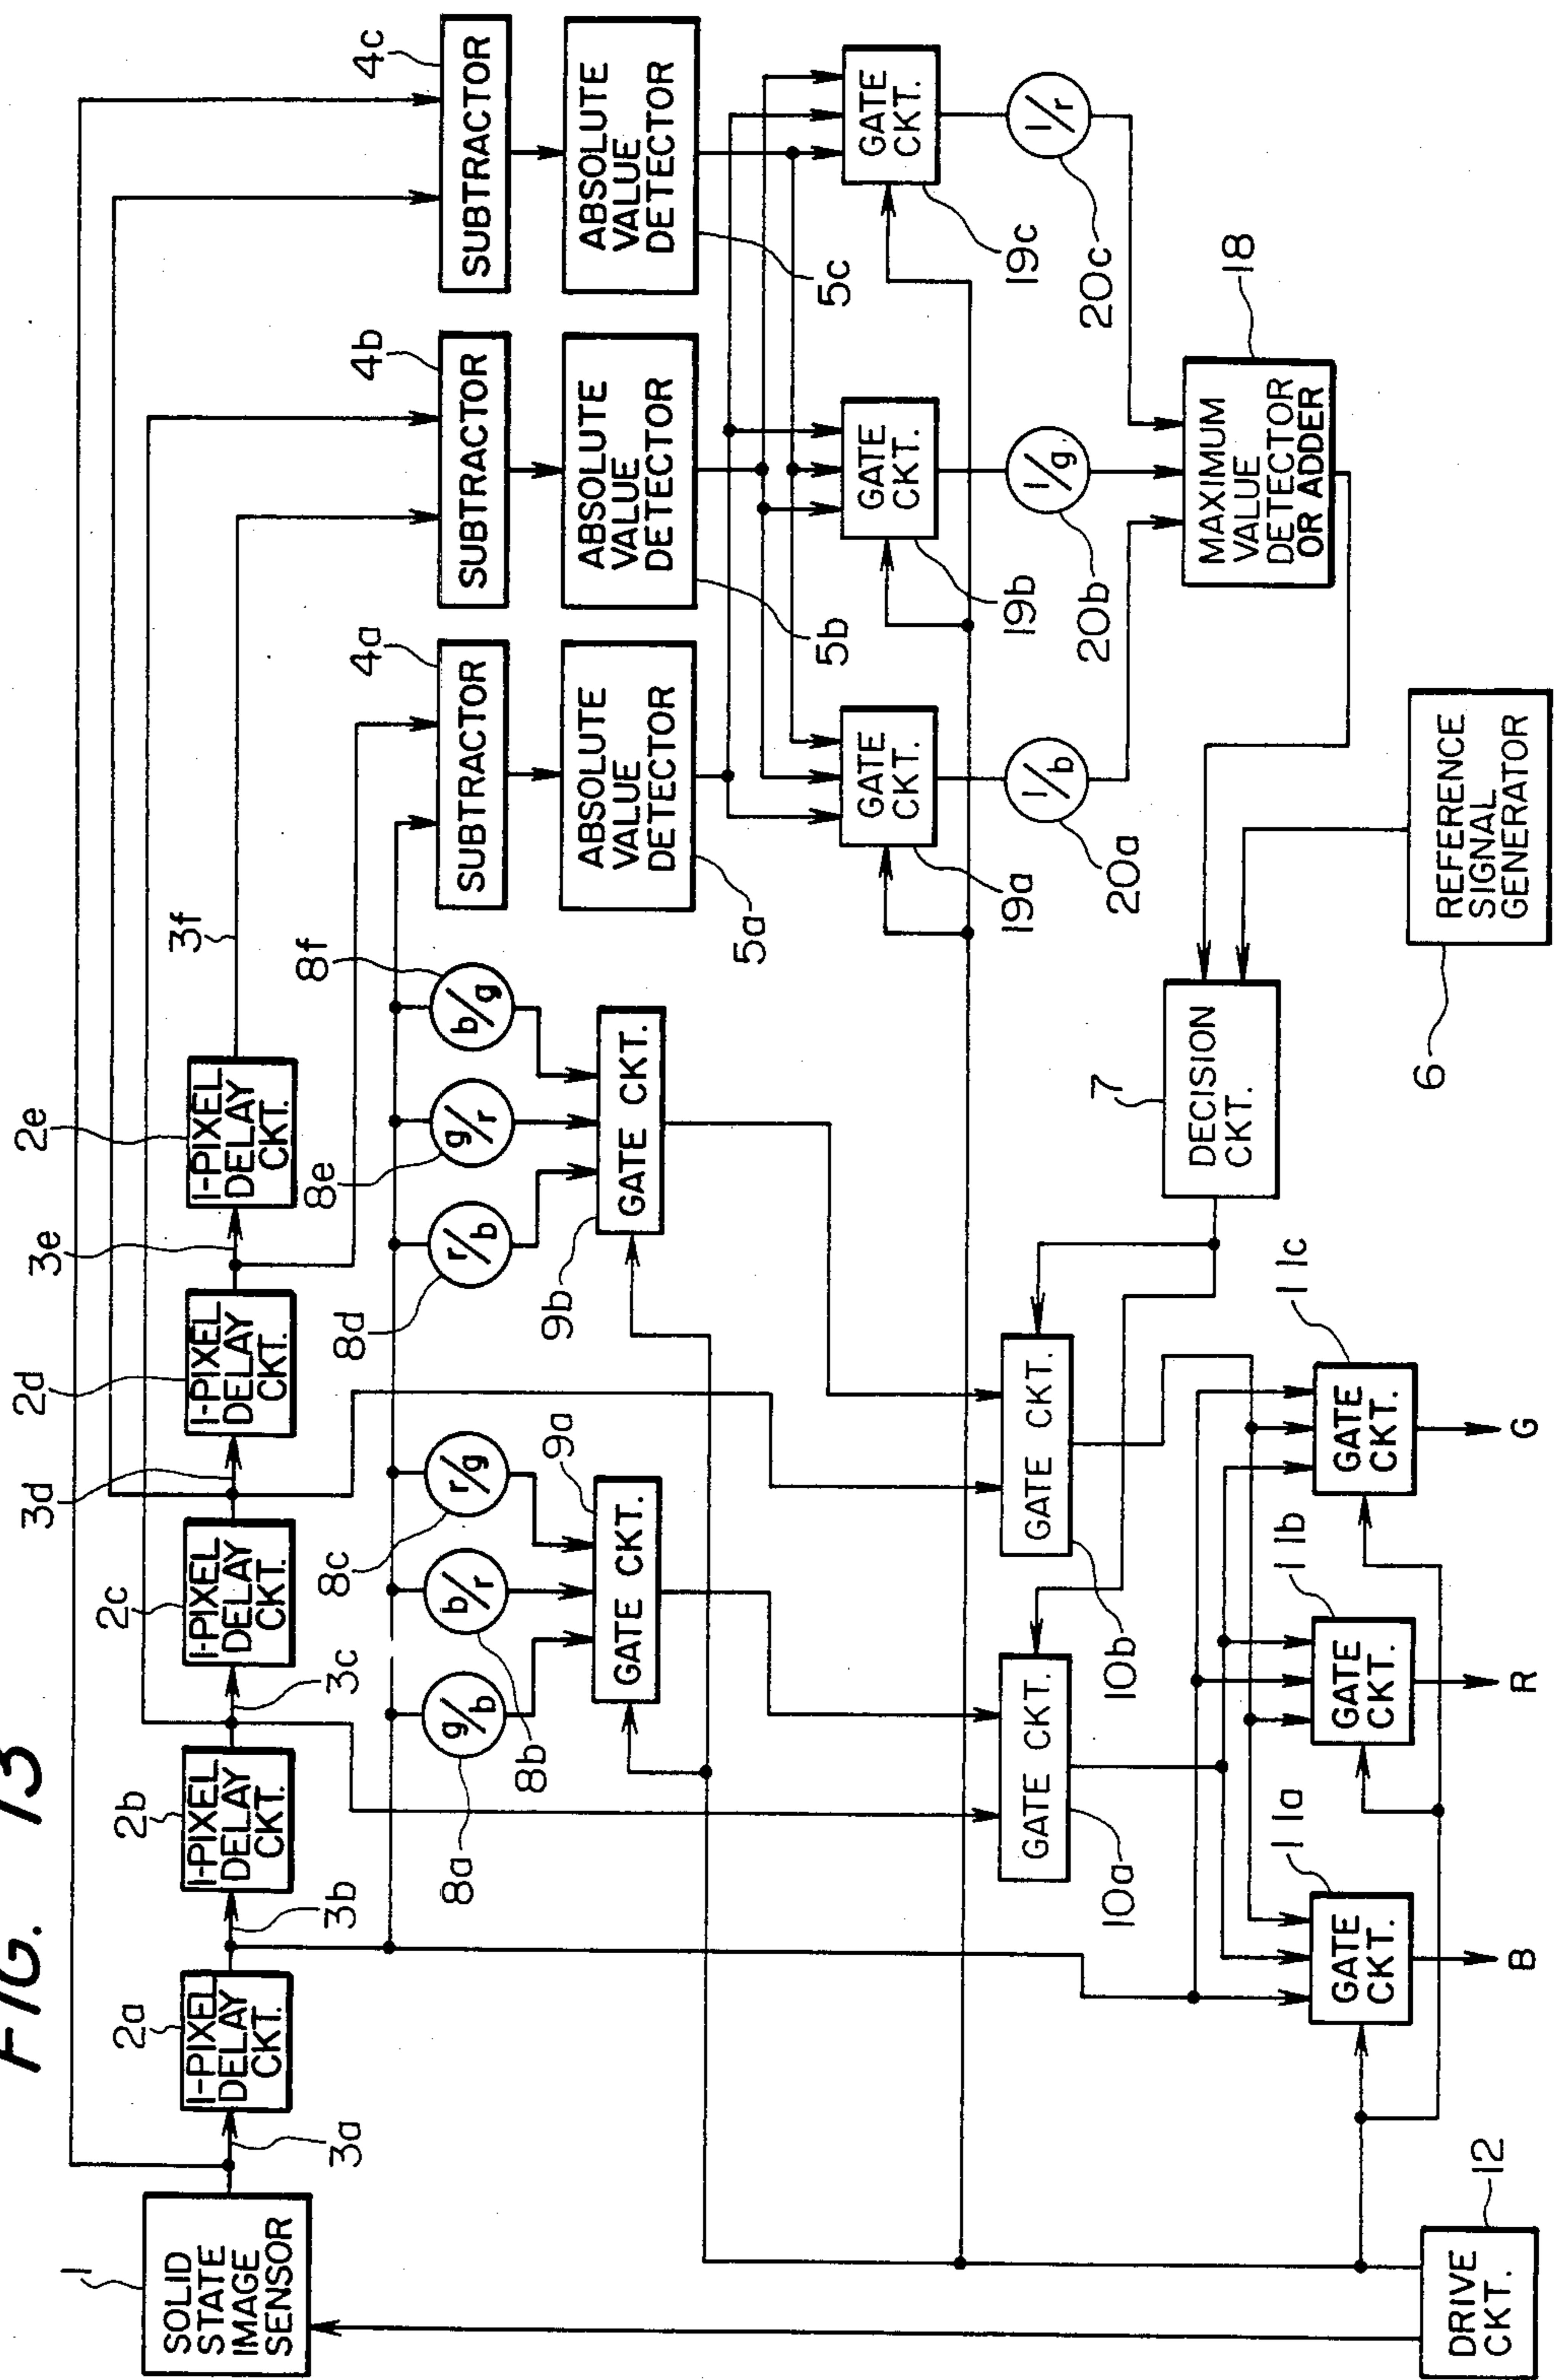 FIG. 13
1
SOLID
STATE
IMAGE
SENSOR
3a
2a
1-PIXEL
DELAY
CKT.
3b
2b
1-PIXEL
DELAY
CKT.
3c
2c
1-PIXEL
DELAY
CKT.
3d
2d
1-PIXEL
DELAY
CKT.
3e
2e
1-PIXEL
DELAY
CKT.
3f
4a
SUBTRACTOR
4b
SUBTRACTOR
4c
SUBTRACTOR
8a
g/b
8b
b/r
8c
r/g
8d
r/b
8e
g/r
8f
b/g
5a
ABSOLUTE
VALUE
DETECTOR
5b
ABSOLUTE
VALUE
DETECTOR
5c
ABSOLUTE
VALUE
DETECTOR
9a
GATE CKT.
9b
GATE CKT.
19a
GATE
CKT.
19b
GATE
CKT.
19c
GATE
CKT.
20a
1/b
20b
1/g
20c
1/r
10a
GATE CKT.
10b
GATE CKT.
7
DECISION
CKT.
18
MAXIMUM
VALUE
DETECTOR
OR ADDER
11a
GATE
CKT.
11b
GATE
CKT.
11c
GATE
CKT.
6
REFERENCE
SIGNAL
GENERATOR
12
DRIVE
CKT.
B
R
G